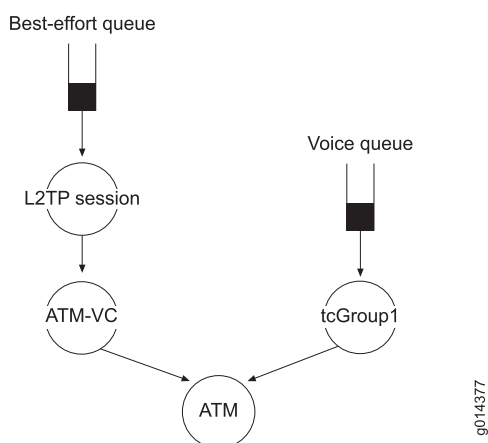 Best-effort queue
Voice queue
L2TP session
ATM-VC
tcGroup1
ATM
g014377